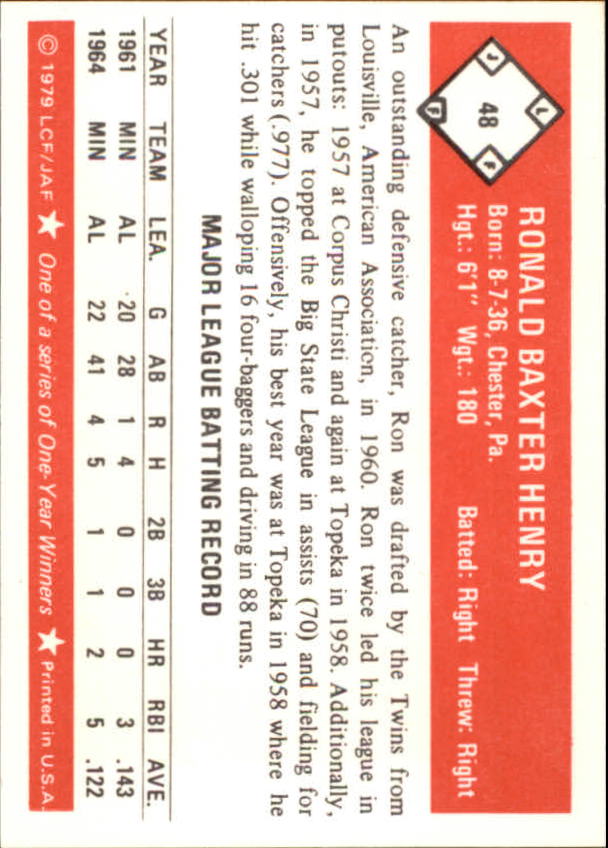 48
J
L
F
F
RONALD BAXTER HENRY
Born: 8-7-36, Chester, Pa.
Hgt.: 6'1" Wgt.: 180 Batted: Right Threw: Right
An outstanding defensive catcher, Ron was drafted by the Twins from
Louisville, American Association, in 1960. Ron twice led his league in
putouts: 1957 at Corpus Christi and again at Topeka in 1958. Additionally,
in 1957, he topped the Big State League in assists (70) and fielding for
catchers (.977). Offensively, his best year was at Topeka in 1958 where he
hit .301 while walloping 16 four-baggers and driving in 88 runs.
MAJOR LEAGUE BATTING RECORD
YEAR TEAM LEA. G AB R H 2B 3B HR RBI AVE.
1961 MIN AL 20 28 1 4 0 0 0 3 .143
1964 MIN AL 22 41 4 5 1 1 2 5 .122
© 1979 LCF/JAF ★ One of a series of One-Year Winners ★ Printed in U.S.A.